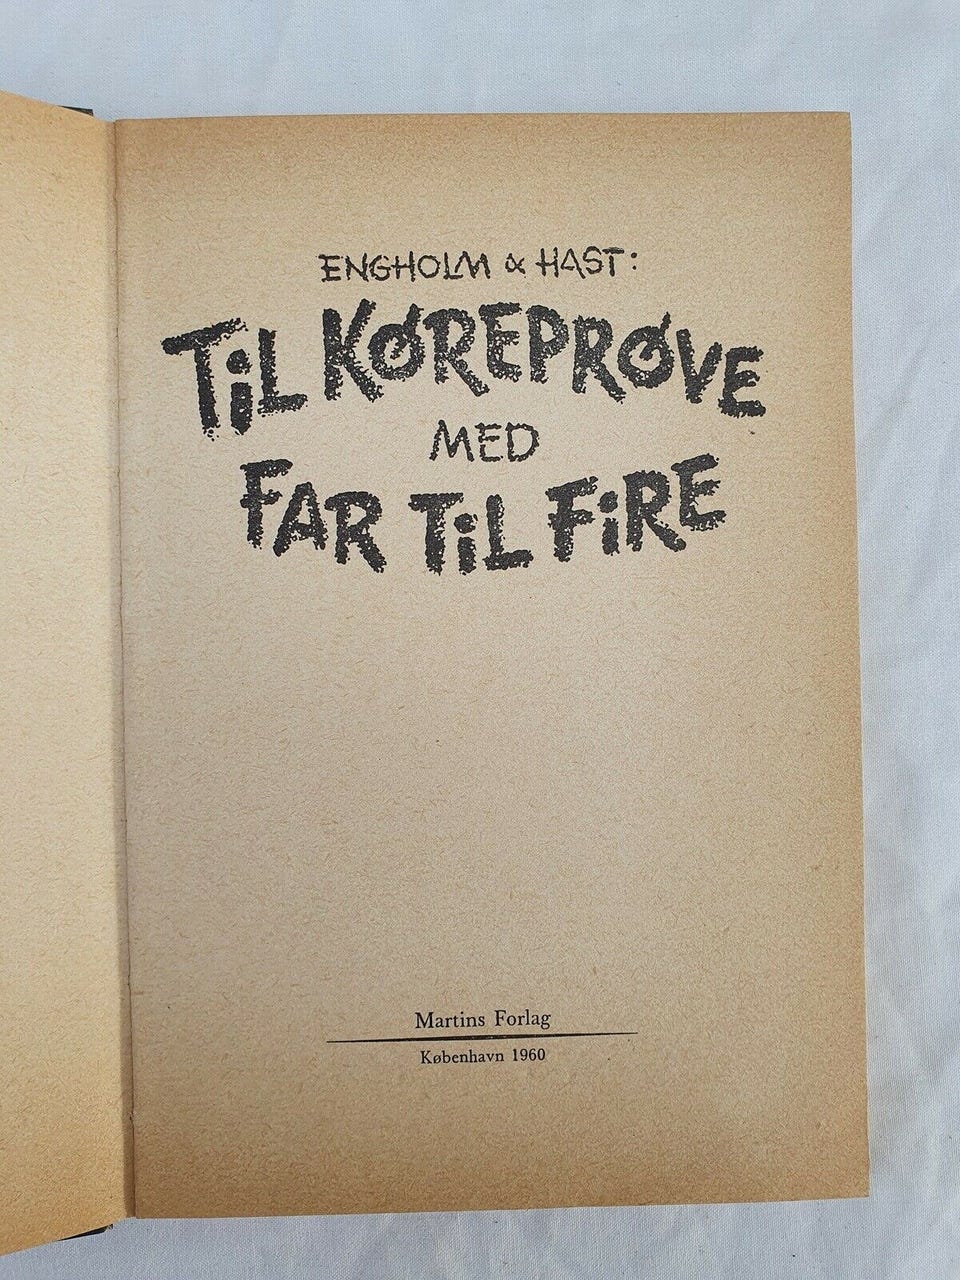 ENGHOLM & HAST:
TiL KØREPRØVE
MED
FAR TiL FiRE
Martins Forlag
København 1960